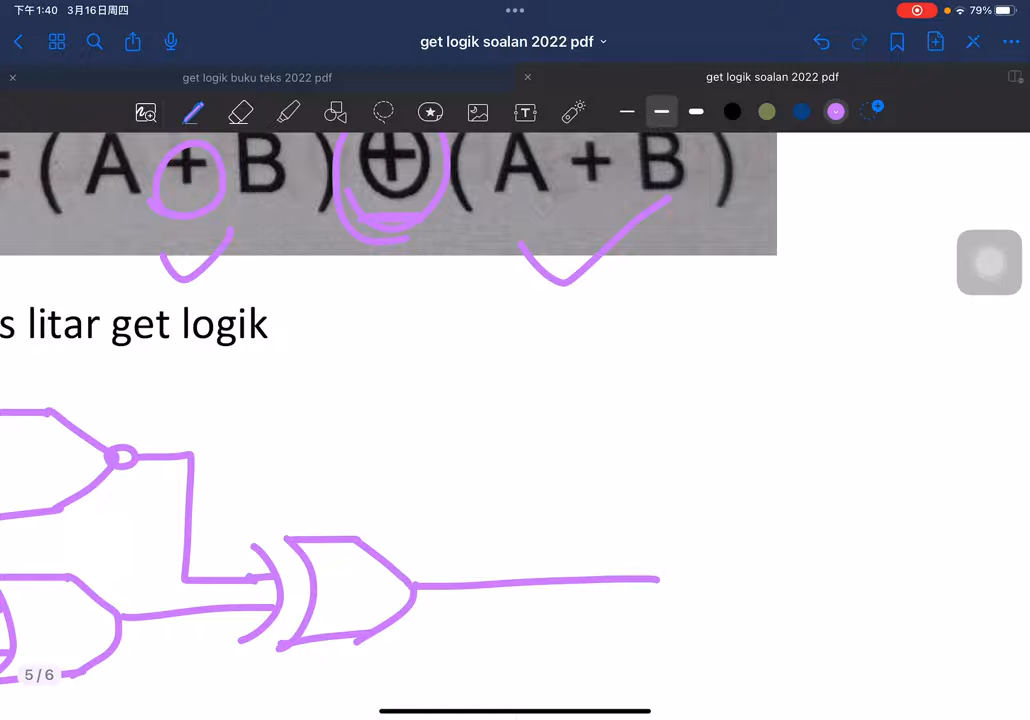 下午1:40 3月16日周四
79%
get logik soalan 2022 pdf
get logik buku teks 2022 pdf
get logik soalan 2022 pdf
= ( A + B ) ⊕ ( A + B )
s litar get logik
5 / 6